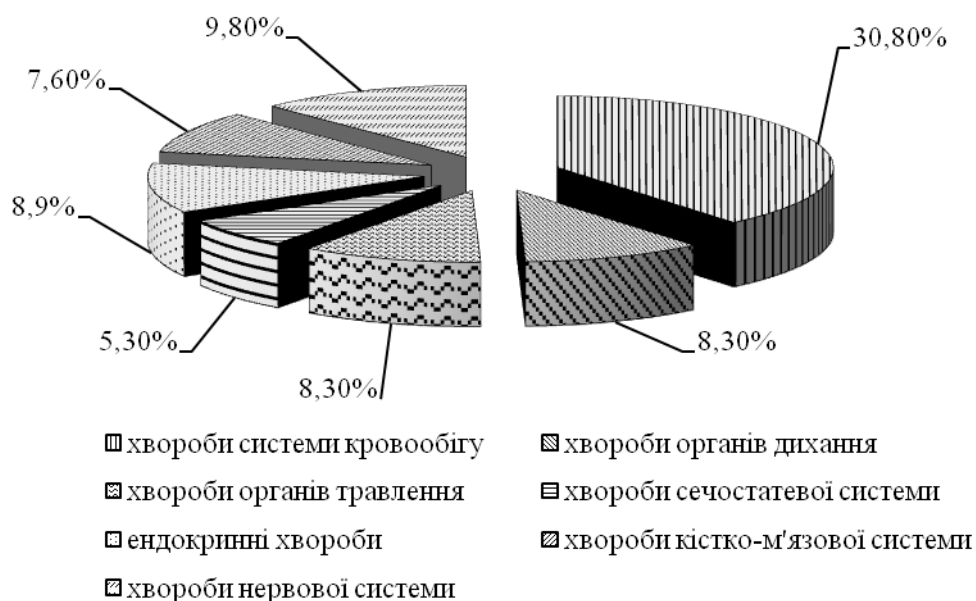 9,80%
30,80%
7,60%
8,9%
5,30%
8,30%
8,30%
хвороби системи кровообігу
хвороби органів дихання
хвороби органів травлення
хвороби сечостатевої системи
ендокринні хвороби
хвороби кістко-м'язової системи
хвороби нервової системи